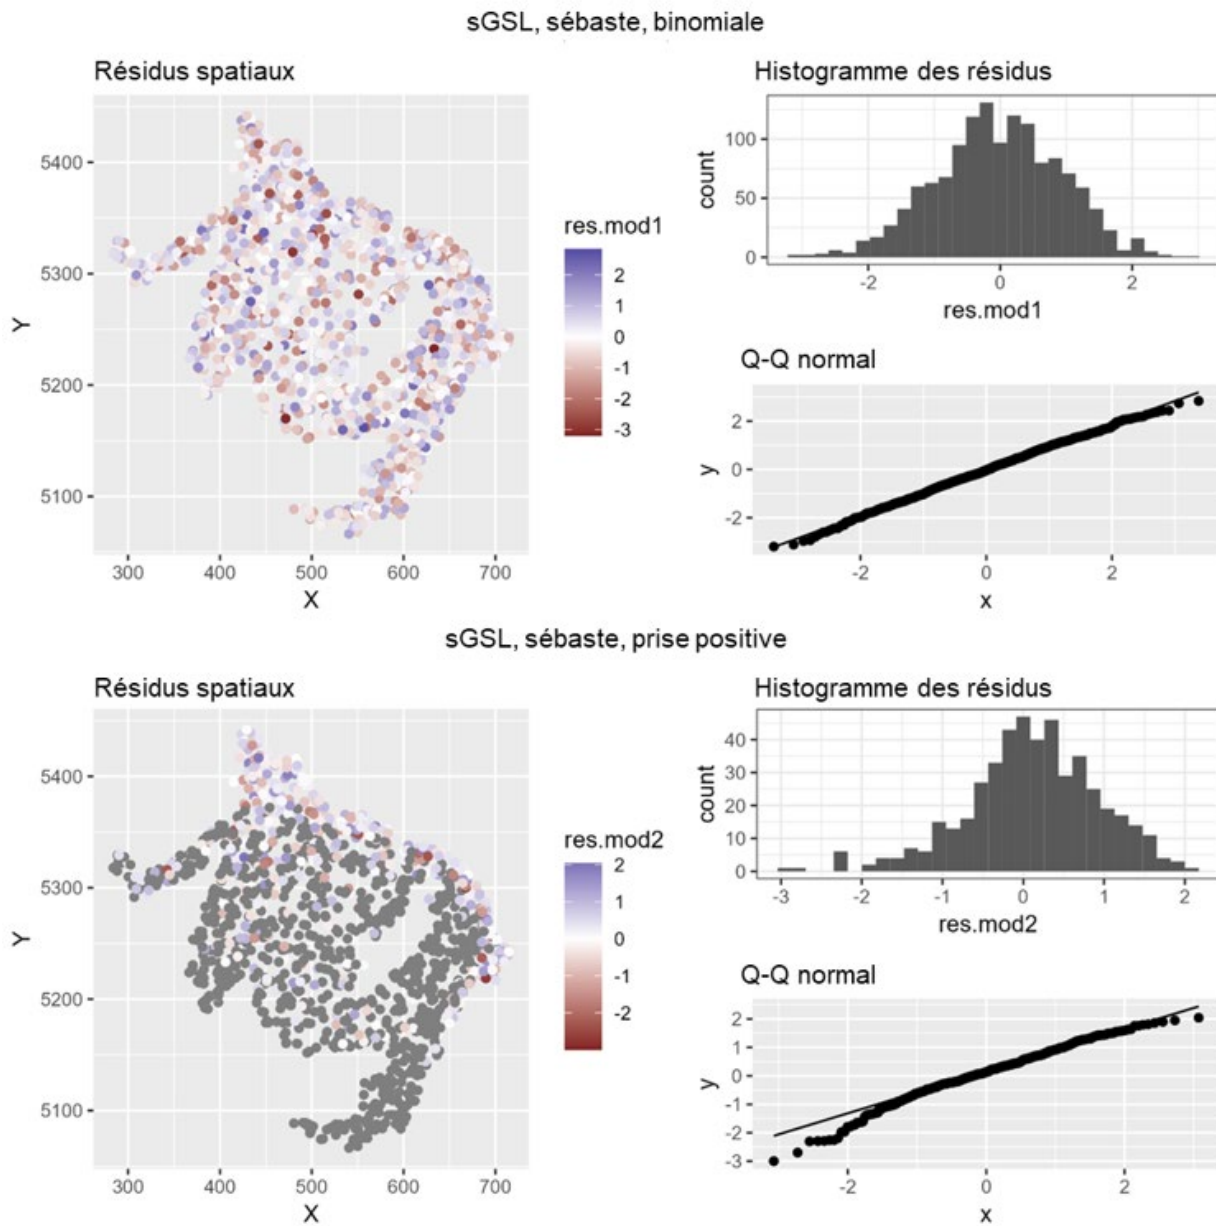 sGSL, sébaste, binomiale
Résidus spatiaux
5400
5300
5200
5100
Y
300 400 500 600 700
X
res.mod1
2
1
0
-1
-2
-3
Histogramme des résidus
100
50
0
count
-2 0 2
res.mod1
Q-Q normal
2
0
-2
y
-2 0 2
x
sGSL, sébaste, prise positive
Résidus spatiaux
5400
5300
5200
5100
Y
300 400 500 600 700
X
res.mod2
2
1
0
-1
-2
Histogramme des résidus
40
30
20
10
0
count
-3 -2 -1 0 1 2
res.mod2
Q-Q normal
2
1
0
-1
-2
-3
y
-2 0 2
x